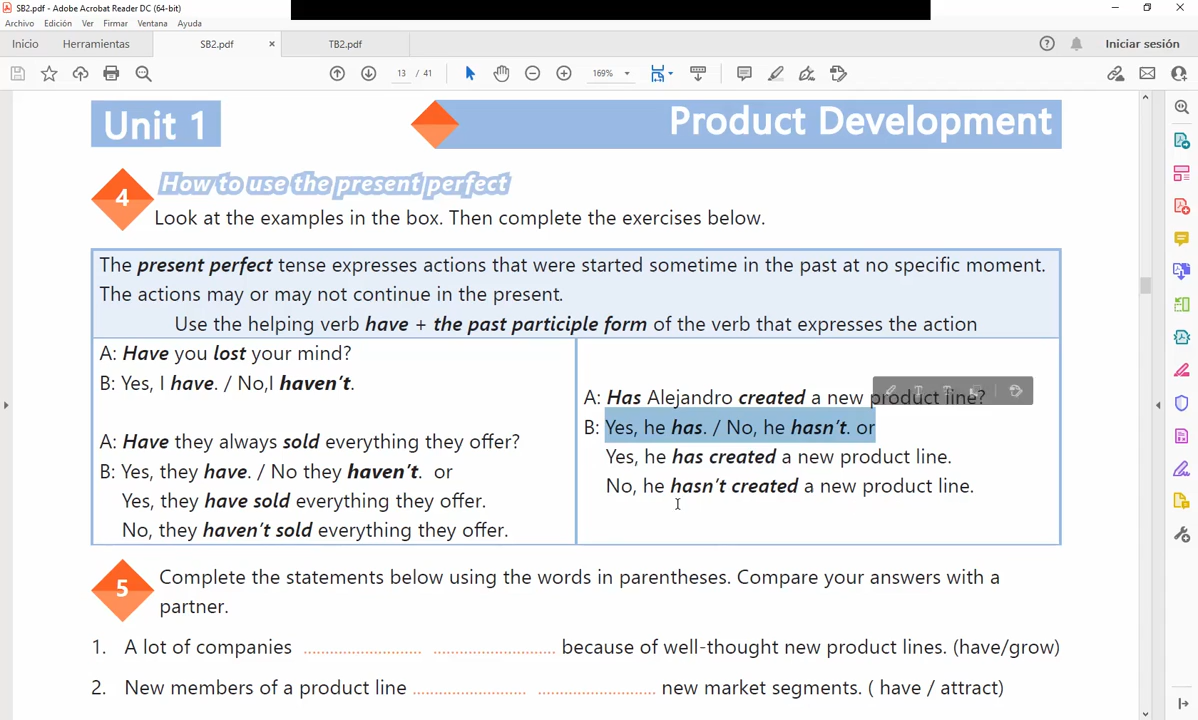 SB2.pdf - Adobe Acrobat Reader DC (64-bit)
Archivo Edición Ver Firmar Ventana Ayuda
Inicio Herramientas SB2.pdf × TB2.pdf Iniciar sesión
13 / 41 169%
Unit 1 Product Development
4 How to use the present perfect
Look at the examples in the box. Then complete the exercises below.
The present perfect tense expresses actions that were started sometime in the past at no specific moment.
The actions may or may not continue in the present.
Use the helping verb have + the past participle form of the verb that expresses the action
A: Have you lost your mind?
B: Yes, I have. / No,I haven't.
A: Have they always sold everything they offer?
B: Yes, they have. / No they haven't. or
Yes, they have sold everything they offer.
No, they haven't sold everything they offer.
A: Has Alejandro created a new product line?
B: Yes, he has. / No, he hasn't. or
Yes, he has created a new product line.
No, he hasn't created a new product line.
5 Complete the statements below using the words in parentheses. Compare your answers with a
partner.
1. A lot of companies ........................ ........................ because of well-thought new product lines. (have/grow)
2. New members of a product line ........................ ........................ new market segments. ( have / attract)